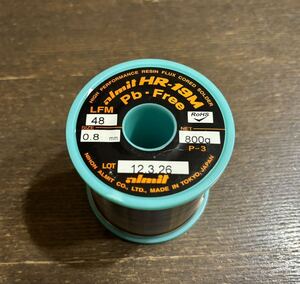 HIGH PERFORMANCE RESIN FLUX CORED SOLDER
almit HR-19M
Pb-Free
LFM
48
RoHS
SIZE
0.8 mm
NET
800g
P-3
LOT 12.3.26
almit
NIHON ALMIT CO., LTD., MADE IN TOKYO, JAPAN